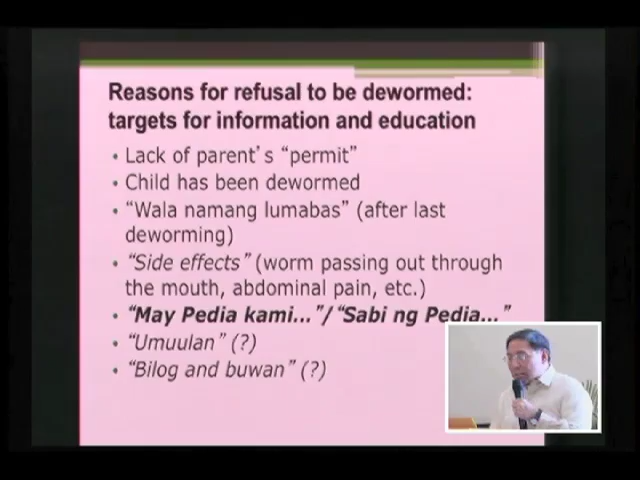 Reasons for refusal to be dewormed:
targets for information and education
• Lack of parent's “permit”
• Child has been dewormed
• “Wala namang lumabas” (after last
deworming)
• “Side effects” (worm passing out through
the mouth, abdominal pain, etc.)
• “May Pedia kami...”/“Sabi ng Pedia...”
• “Umuulan” (?)
• “Bilog and buwan” (?)